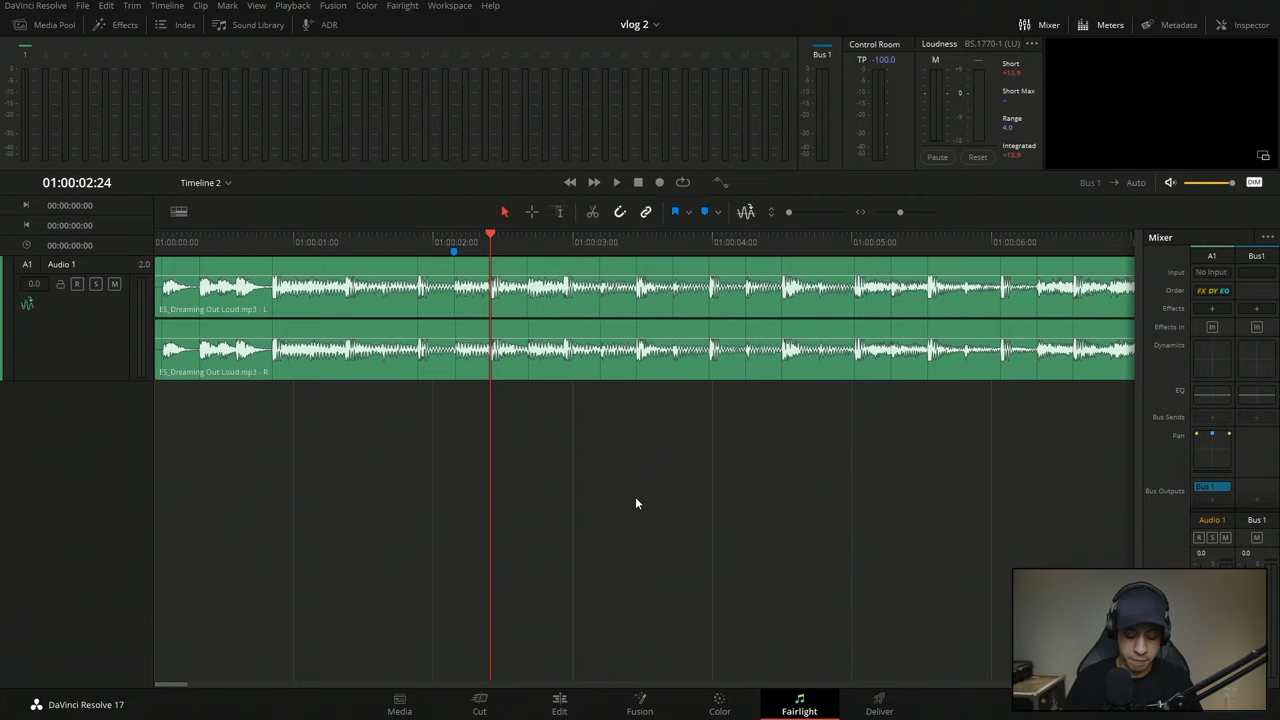 DaVinci Resolve File Edit Trim Timeline Clip Mark View Playback Fusion Color Fairlight Workspace Help
Media Pool Effects Index Sound Library ADR vlog 2 Mixer Meters Metadata Inspector
Control Room Loudness BS.1770-1 (LU)
Bus 1
TP -100.0 M
Short
+13.9
Short Max
Range
4.0
Integrated
+13.9
Pause Reset
01:00:02:24 Timeline 2 Bus 1 Auto DIM
00:00:00:00
00:00:00:00
00:00:00:00
01:00:00:00 01:00:01:00 01:00:02:00 01:00:03:00 01:00:04:00 01:00:05:00 01:00:06:00
A1 Audio 1 2.0
0.0 R S M
ES_Dreaming Out Loud.mp3 - L
ES_Dreaming Out Loud.mp3 - R
Mixer
A1 Bus1
Input No Input
Order FX DY EQ
Effects
Effects In
Dynamics
EQ
Bus Sends
Pan
Bus Outputs Bus 1
Audio 1 Bus 1
R S M M
0.0 0.0
DaVinci Resolve 17
Media Cut Edit Fusion Color Fairlight Deliver